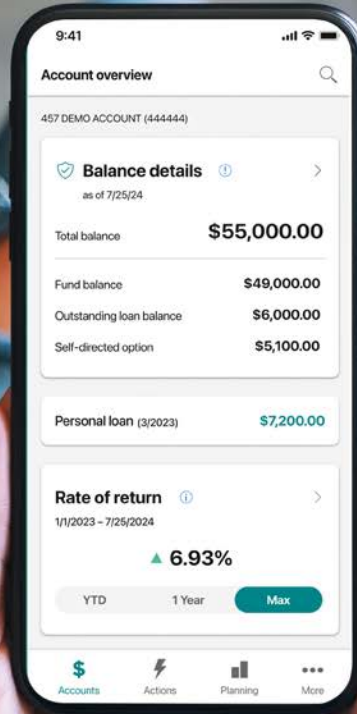 9:41
Account overview
457 DEMO ACCOUNT (444444)
Balance details
as of 7/25/24
Total balance $55,000.00
Fund balance $49,000.00
Outstanding loan balance $6,000.00
Self-directed option $5,100.00
Personal loan (3/2023) $7,200.00
Rate of return
1/1/2023 – 7/25/2024
▲ 6.93%
YTD 1 Year Max
Accounts Actions Planning More